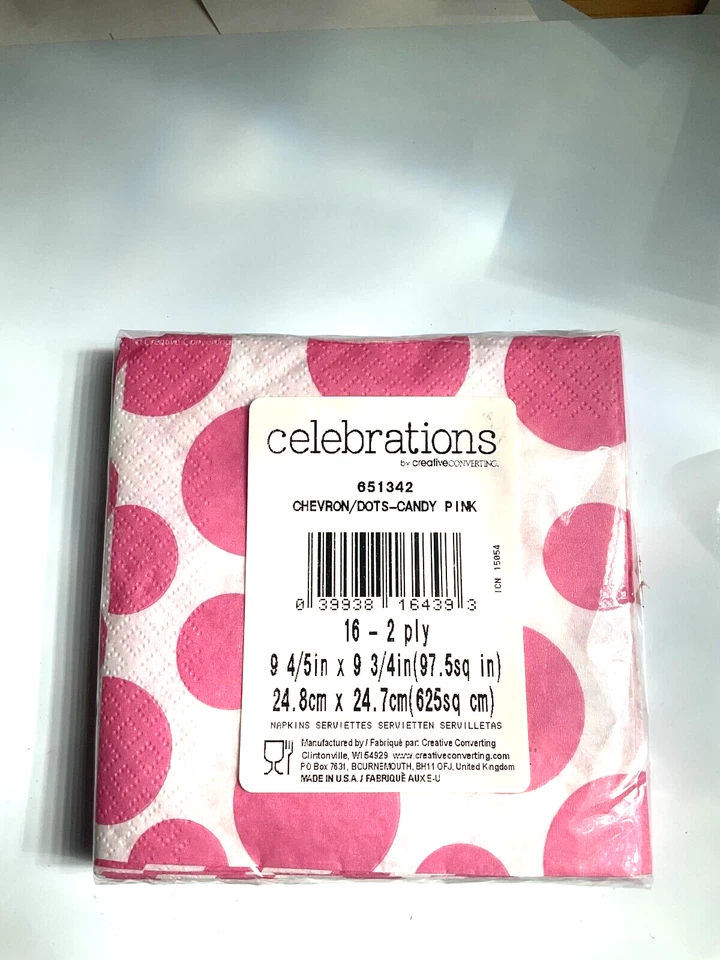 © Creative Converting
celebrations
by creativeCONVERTING.
651342
CHEVRON/DOTS-CANDY PINK
ICN 15054
0 39938 16439 3
16 - 2 ply
9 4/5in x 9 3/4in(97.5sq in)
24.8cm x 24.7cm(625sq cm)
NAPKINS SERVIETTES SERVIETTEN SERVILLETAS
Manufactured by / Fabriqué par: Creative Converting
Clintonville, WI 54929 www.creativeconverting.com
PO Box 7631, BOURNEMOUTH, BH11 OFJ, United Kingdom
MADE IN U.S.A. / FABRIQUÉ AUX E-U